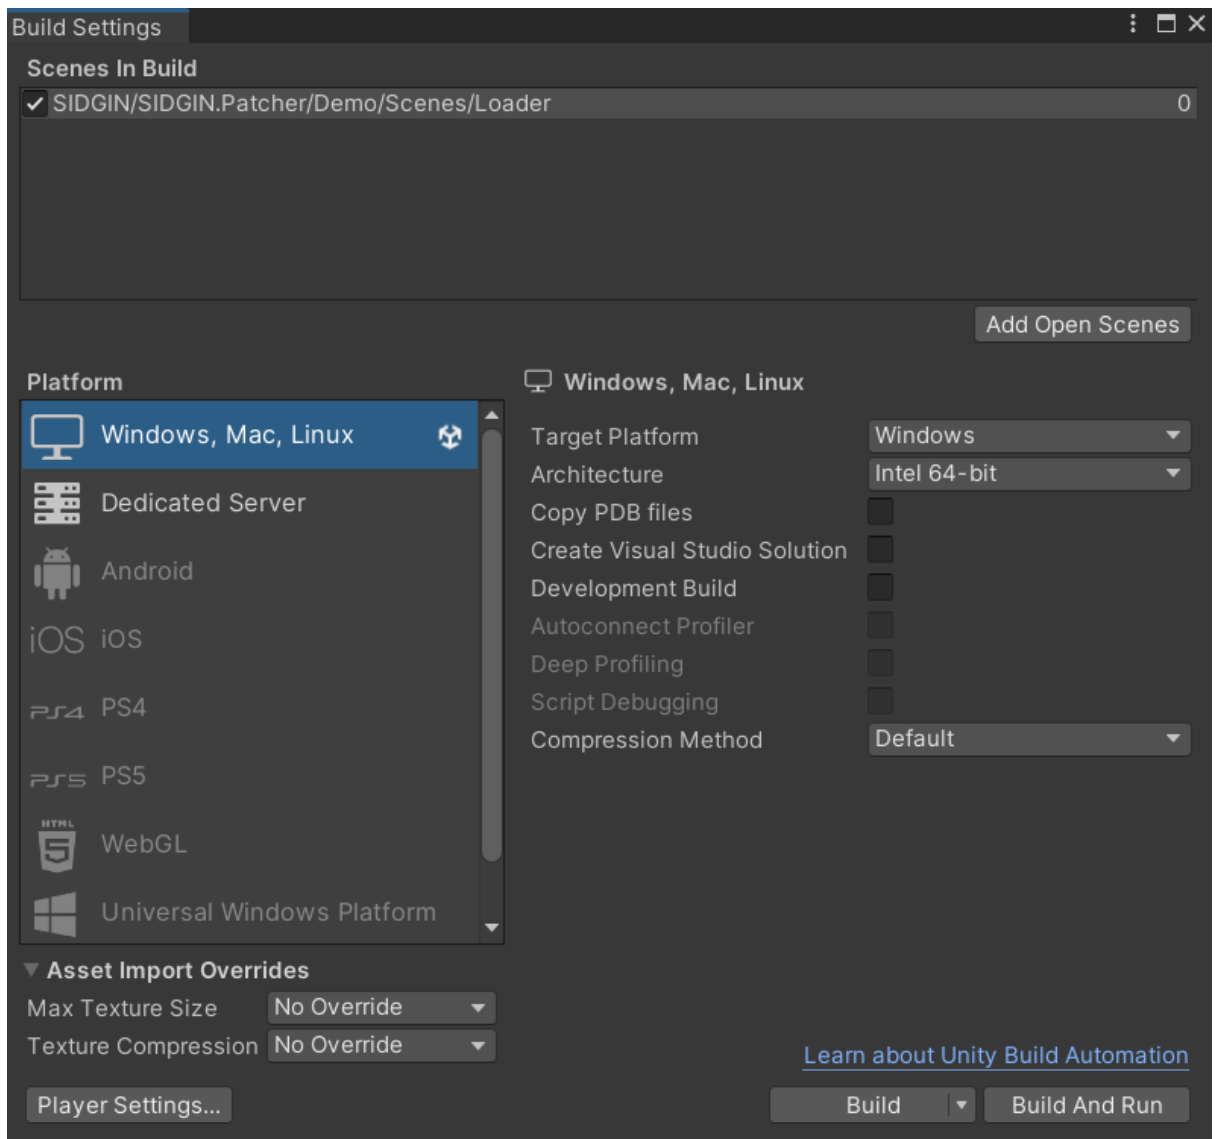 Build Settings
Scenes In Build
SIDGIN/SIDGIN.Patcher/Demo/Scenes/Loader 0
Add Open Scenes
Platform
Windows, Mac, Linux
Dedicated Server
Android
iOS iOS
PS4 PS4
PS5 PS5
HTML
5 WebGL
Universal Windows Platform
Windows, Mac, Linux
Target Platform Windows
Architecture Intel 64-bit
Copy PDB files
Create Visual Studio Solution
Development Build
Autoconnect Profiler
Deep Profiling
Script Debugging
Compression Method Default
Asset Import Overrides
Max Texture Size No Override
Texture Compression No Override
Learn about Unity Build Automation
Player Settings...
Build
Build And Run